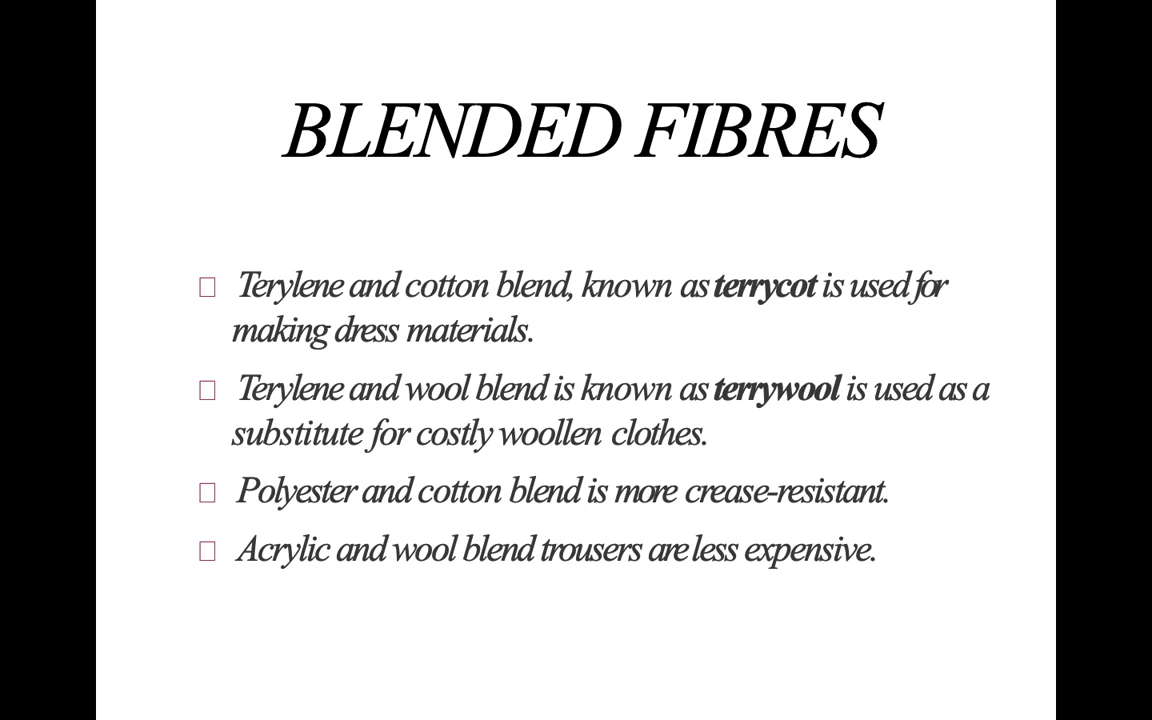 BLENDED FIBRES
Terylene and cotton blend, known as terrycot is used for
making dress materials.
Terylene and wool blend is known as terrywool is used as a
substitute for costly woollen clothes.
Polyester and cotton blend is more crease-resistant.
Acrylic and wool blend trousers are less expensive.